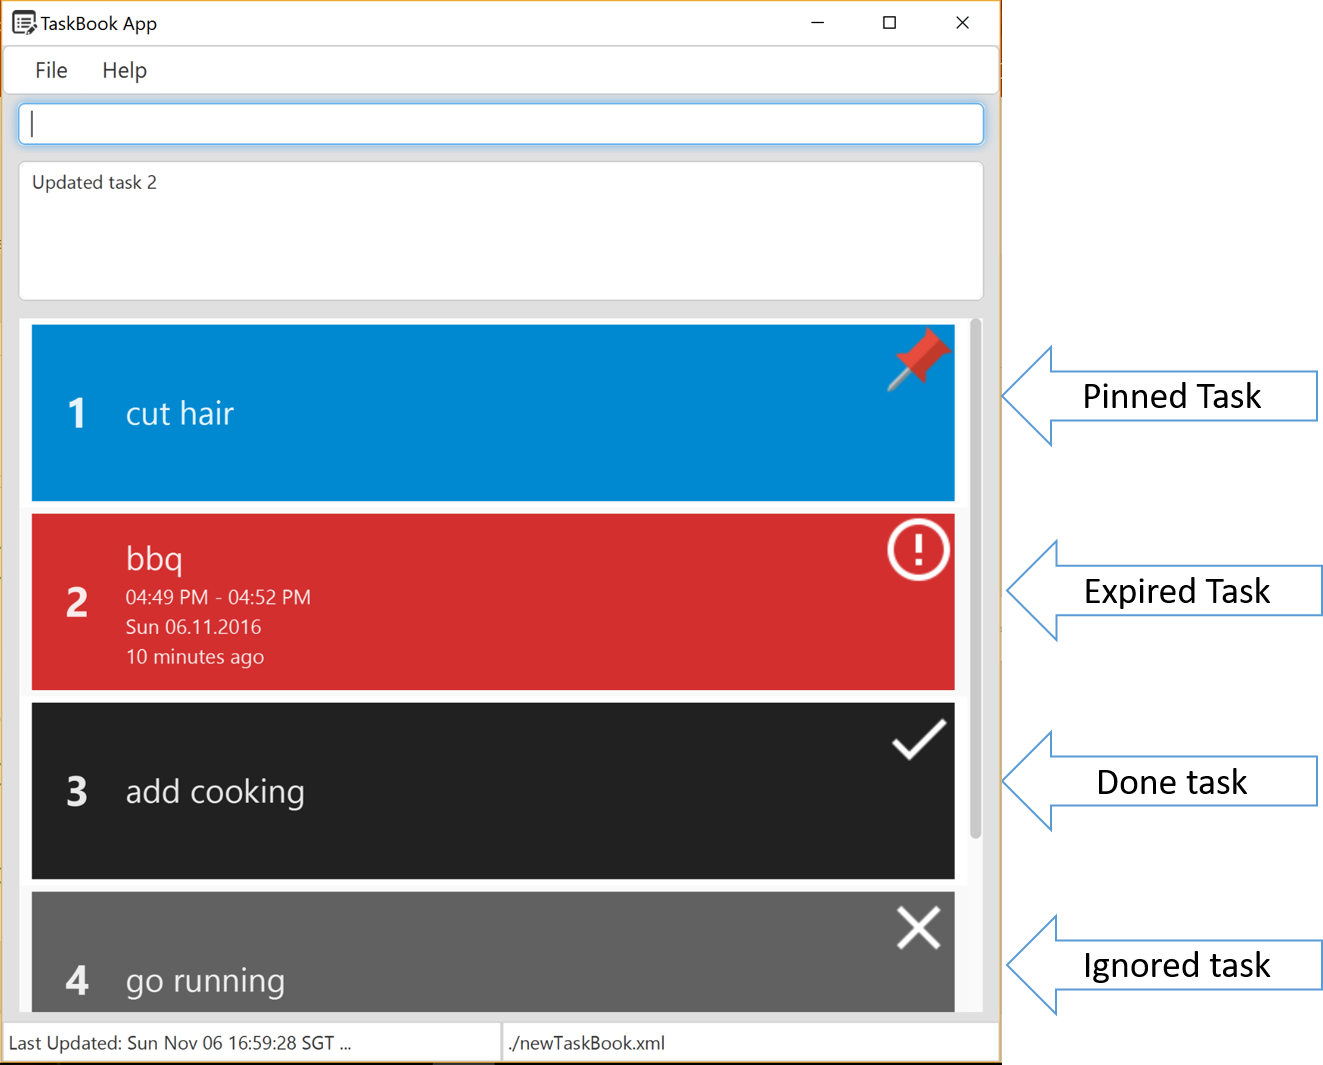 TaskBook App
File Help
Updated task 2
1 cut hair
Pinned Task
2 bbq
04:49 PM - 04:52 PM
Sun 06.11.2016
10 minutes ago
Expired Task
3 add cooking
Done task
4 go running
Ignored task
Last Updated: Sun Nov 06 16:59:28 SGT ...
./newTaskBook.xml